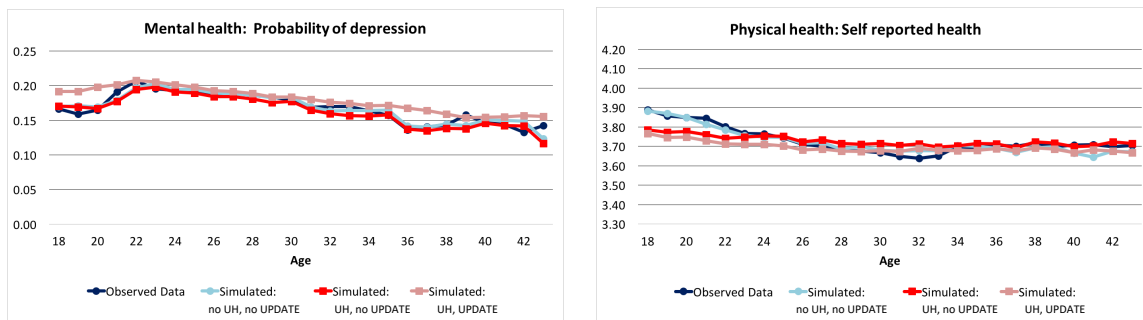 Mental health: Probability of depression
0.25
0.20
0.15
0.10
0.05
0.00
18 20 22 24 26 28 30 32 34 36 38 40 42
Age
Observed Data Simulated: Simulated: Simulated:
no UH, no UPDATE UH, no UPDATE UH, UPDATE
Physical health: Self reported health
4.20
4.10
4.00
3.90
3.80
3.70
3.60
3.50
3.40
3.30
18 20 22 24 26 28 30 32 34 36 38 40 42
Age
Observed Data Simulated: Simulated: Simulated:
no UH, no UPDATE UH, no UPDATE UH, UPDATE